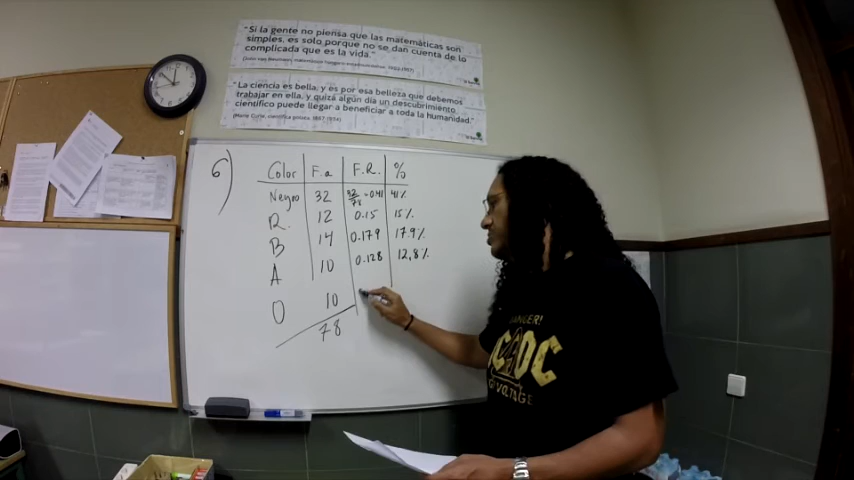 "Si la gente no piensa que las matemáticas son
simples, es solo porque no se dan cuenta de lo
complicada que es la vida."
"La ciencia es bella, y es por esa belleza que debemos
trabajar en ella, y quizá algún día un descubrimiento
científico puede llegar a beneficiar a toda la humanidad."
6)
Color F.a F.R. %
Negro 32 32/78 = 0.41 41%
R. 12 0.15 15%
B 14 0.179 17.9%
A 10 0.128 12,8%
O 10
78
DANGER!
AC DC
VOLTAGE